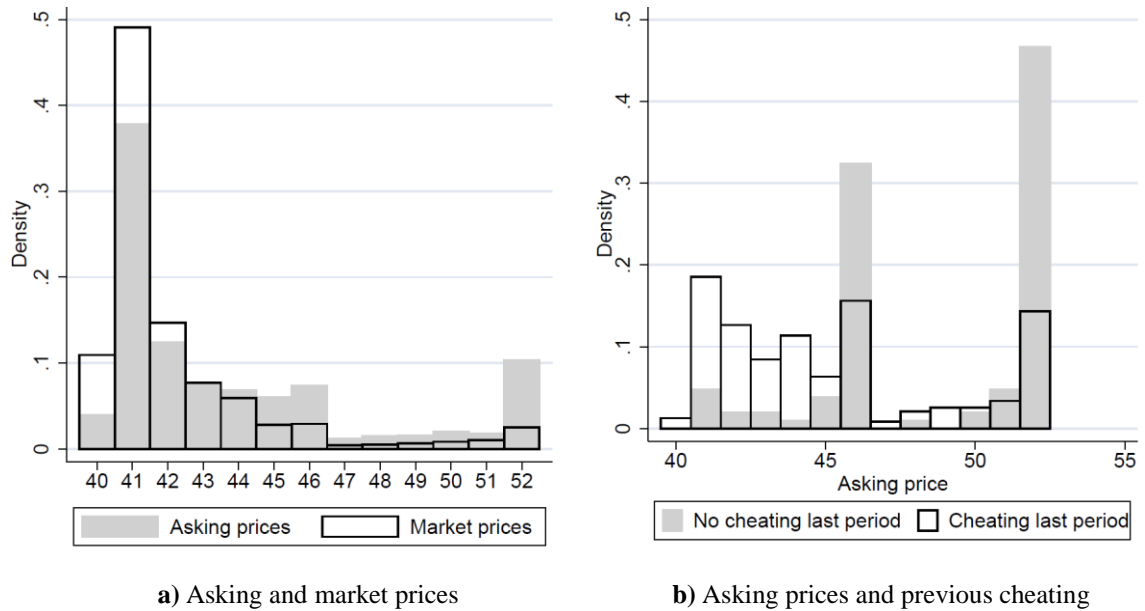 .5
.4
.3
.2
.1
0
Density
40 41 42 43 44 45 46 47 48 49 50 51 52
Asking prices Market prices
a) Asking and market prices
.5
.4
.3
.2
.1
0
Density
40 45 50 55
Asking price
No cheating last period Cheating last period
b) Asking prices and previous cheating